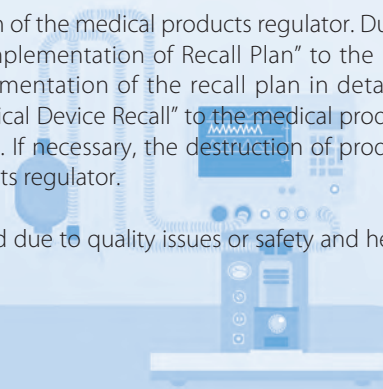 n of the medical products regulator. Du
mplementation of Recall Plan” to the
mentation of the recall plan in deta
ical Device Recall” to the medical prod
. If necessary, the destruction of prod
ts regulator.
d due to quality issues or safety and he